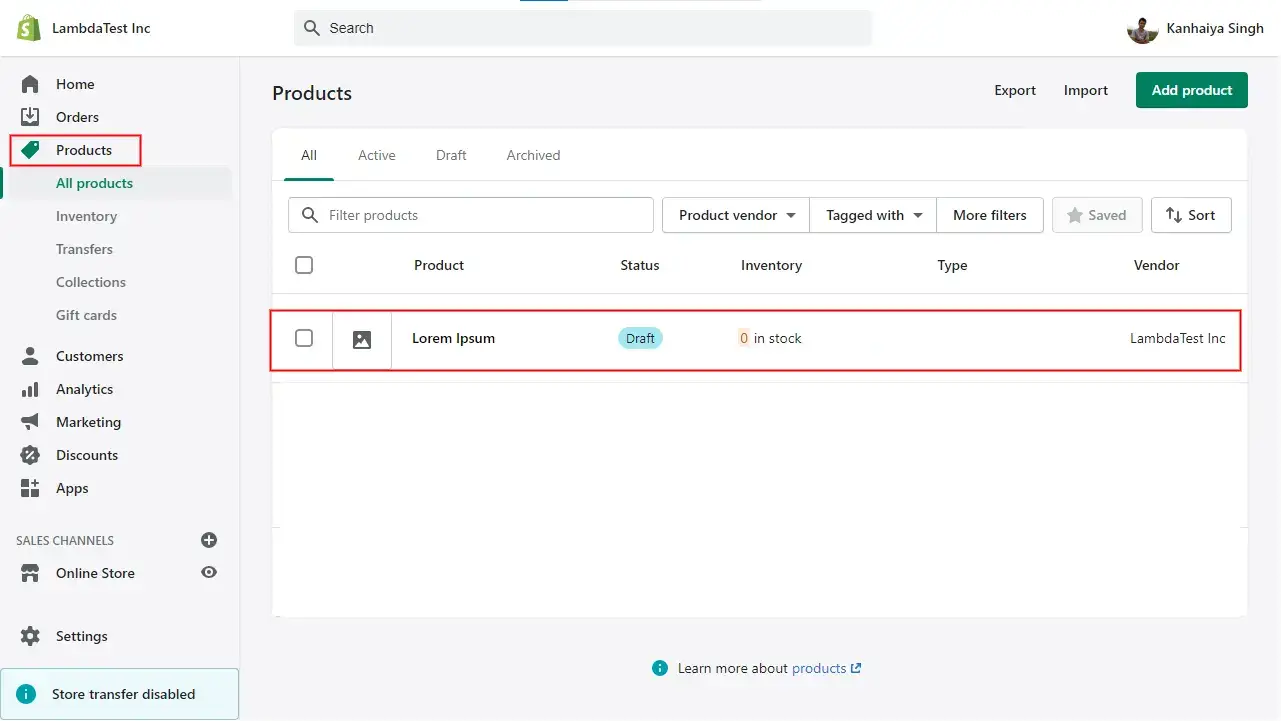 LambdaTest Inc
Search
Kanhaiya Singh
Home
Orders
Products
All products
Inventory
Transfers
Collections
Gift cards
Customers
Analytics
Marketing
Discounts
Apps
SALES CHANNELS
Online Store
Settings
Store transfer disabled
Products
Export Import Add product
All Active Draft Archived
Filter products Product vendor Tagged with More filters Saved Sort
Product Status Inventory Type Vendor
Lorem Ipsum Draft 0 in stock LambdaTest Inc
Learn more about products